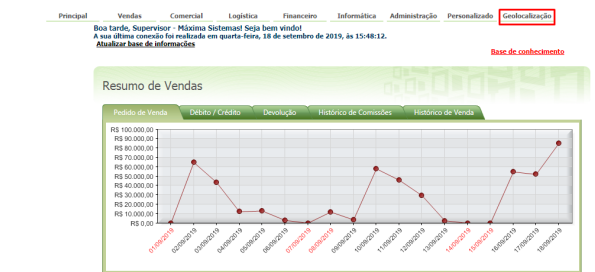 Principal Vendas Comercial Logística Financeiro Informática Administração Personalizado Geolocalização
Boa tarde, Supervisor - Máxima Sistemas! Seja bem vindo!
A sua última conexão foi realizada em quarta-feira, 18 de setembro de 2019, às 15:48:12.
Atualizar base de informações
Base de conhecimento
Resumo de Vendas
Pedido de Venda Débito / Crédito Devolução Histórico de Comissões Histórico de Venda
R$ 100.000,00
R$ 90.000,00
R$ 80.000,00
R$ 70.000,00
R$ 60.000,00
R$ 50.000,00
R$ 40.000,00
R$ 30.000,00
R$ 20.000,00
R$ 10.000,00
R$ 0,00
01/09/2019 02/09/2019 03/09/2019 04/09/2019 05/09/2019 06/09/2019 07/09/2019 08/09/2019 09/09/2019 10/09/2019 11/09/2019 12/09/2019 13/09/2019 14/09/2019 15/09/2019 16/09/2019 17/09/2019 18/09/2019